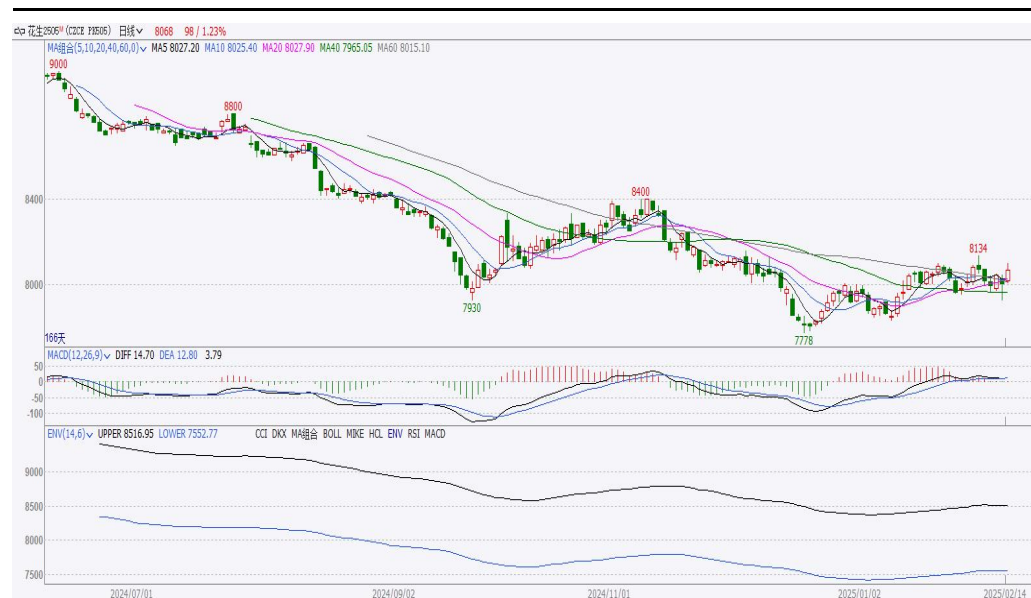 花生2505M (CZCE PK505) 日线 8068 98 / 1.23%
MA组合(5,10,20,40,60,0) MA5 8027.20 MA10 8025.40 MA20 8027.90 MA40 7965.05 MA60 8015.10
9000
8800
8400
8400
8134
8000
7930
7778
166天
MACD(12,26,9) DIFF 14.70 DEA 12.80 3.79
50
0
-50
-100
ENV(14,6) UPPER 8516.95 LOWER 7552.77 CCI DKX MA组合 BOLL MIKE HCL ENV RSI MACD
9000
8500
8000
7500
2024/07/01 2024/09/02 2024/11/01 2025/01/02 2025/02/14